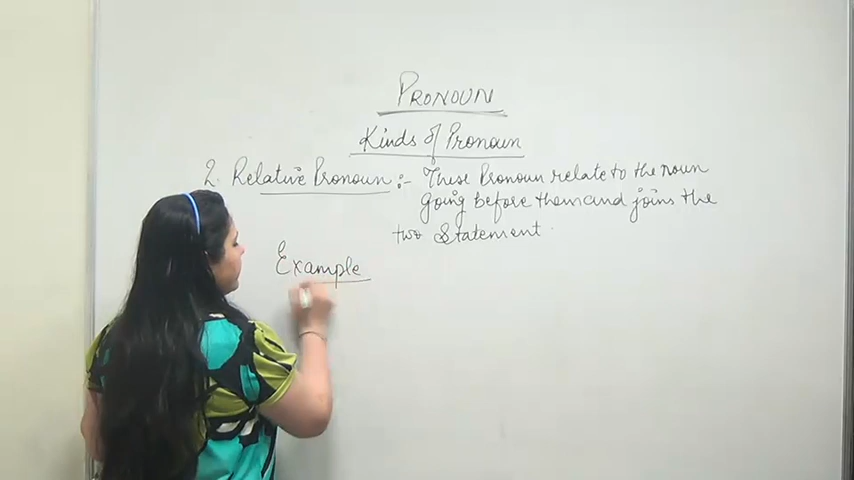 PRONOUN
Kinds of Pronoun
2. Relative Pronoun :- These Pronoun relate to the noun
going before them and joins the
two Statement.
Example